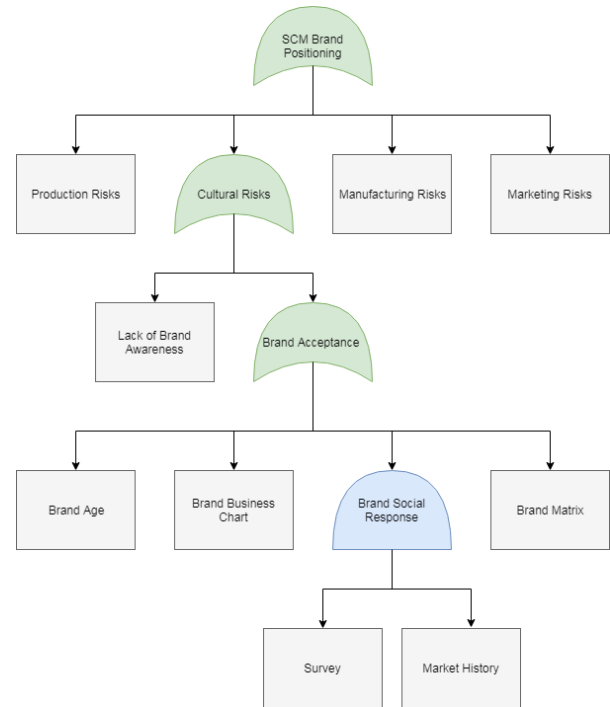 SCM Brand
Positioning
Production Risks
Cultural Risks
Manufacturing Risks
Marketing Risks
Lack of Brand
Awareness
Brand Acceptance
Brand Age
Brand Business
Chart
Brand Social
Response
Brand Matrix
Survey
Market History